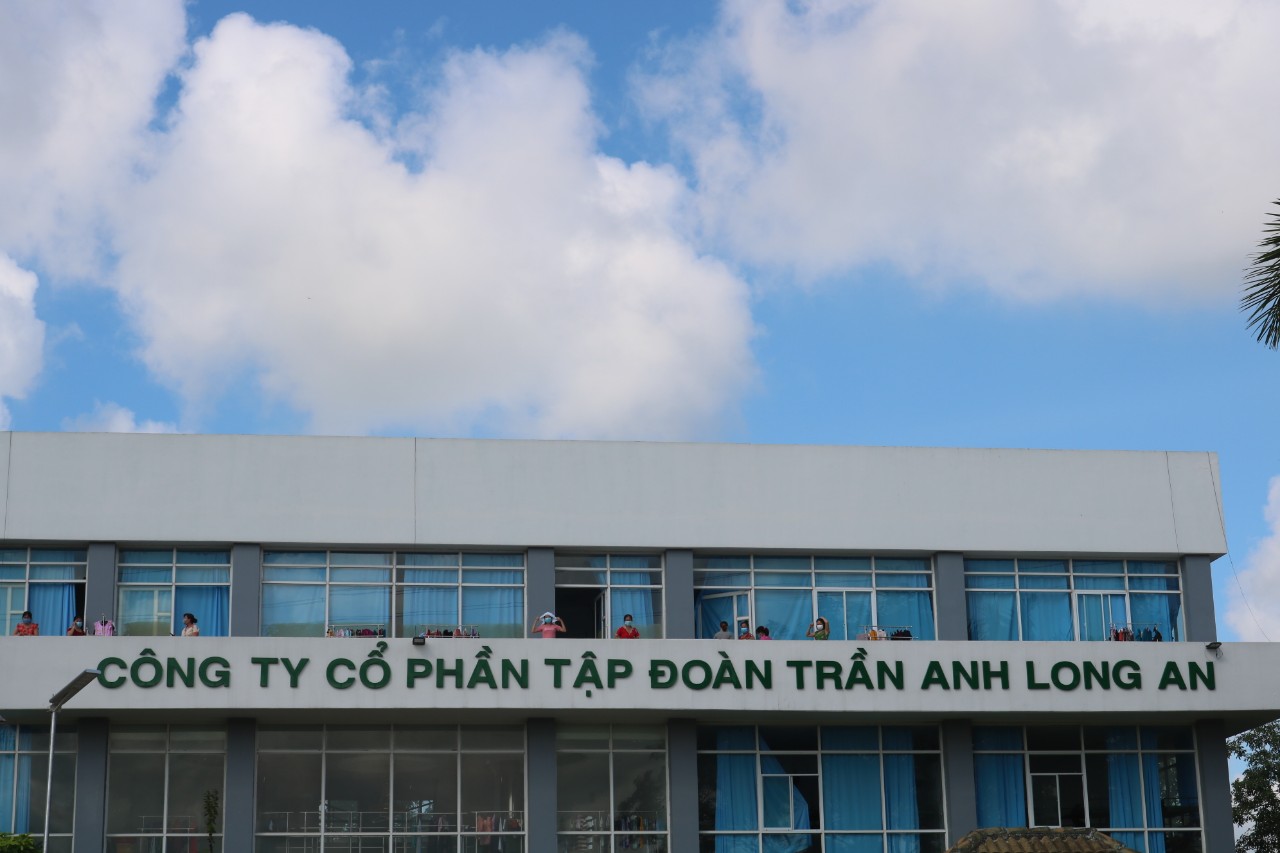 CÔNG TY CỔ PHẦN TẬP ĐOÀN TRẦN ANH LONG AN